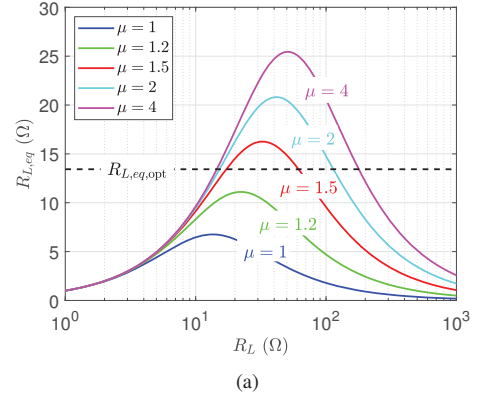 30
25
20
15
10
5
0
R_{L,eq} (Ω)
μ = 1
μ = 1.2
μ = 1.5
μ = 2
μ = 4
R_{L,eq,opt}
μ = 4
μ = 2
μ = 1.5
μ = 1.2
μ = 1
10^0 10^1 10^2 10^3
R_L (Ω)
(a)